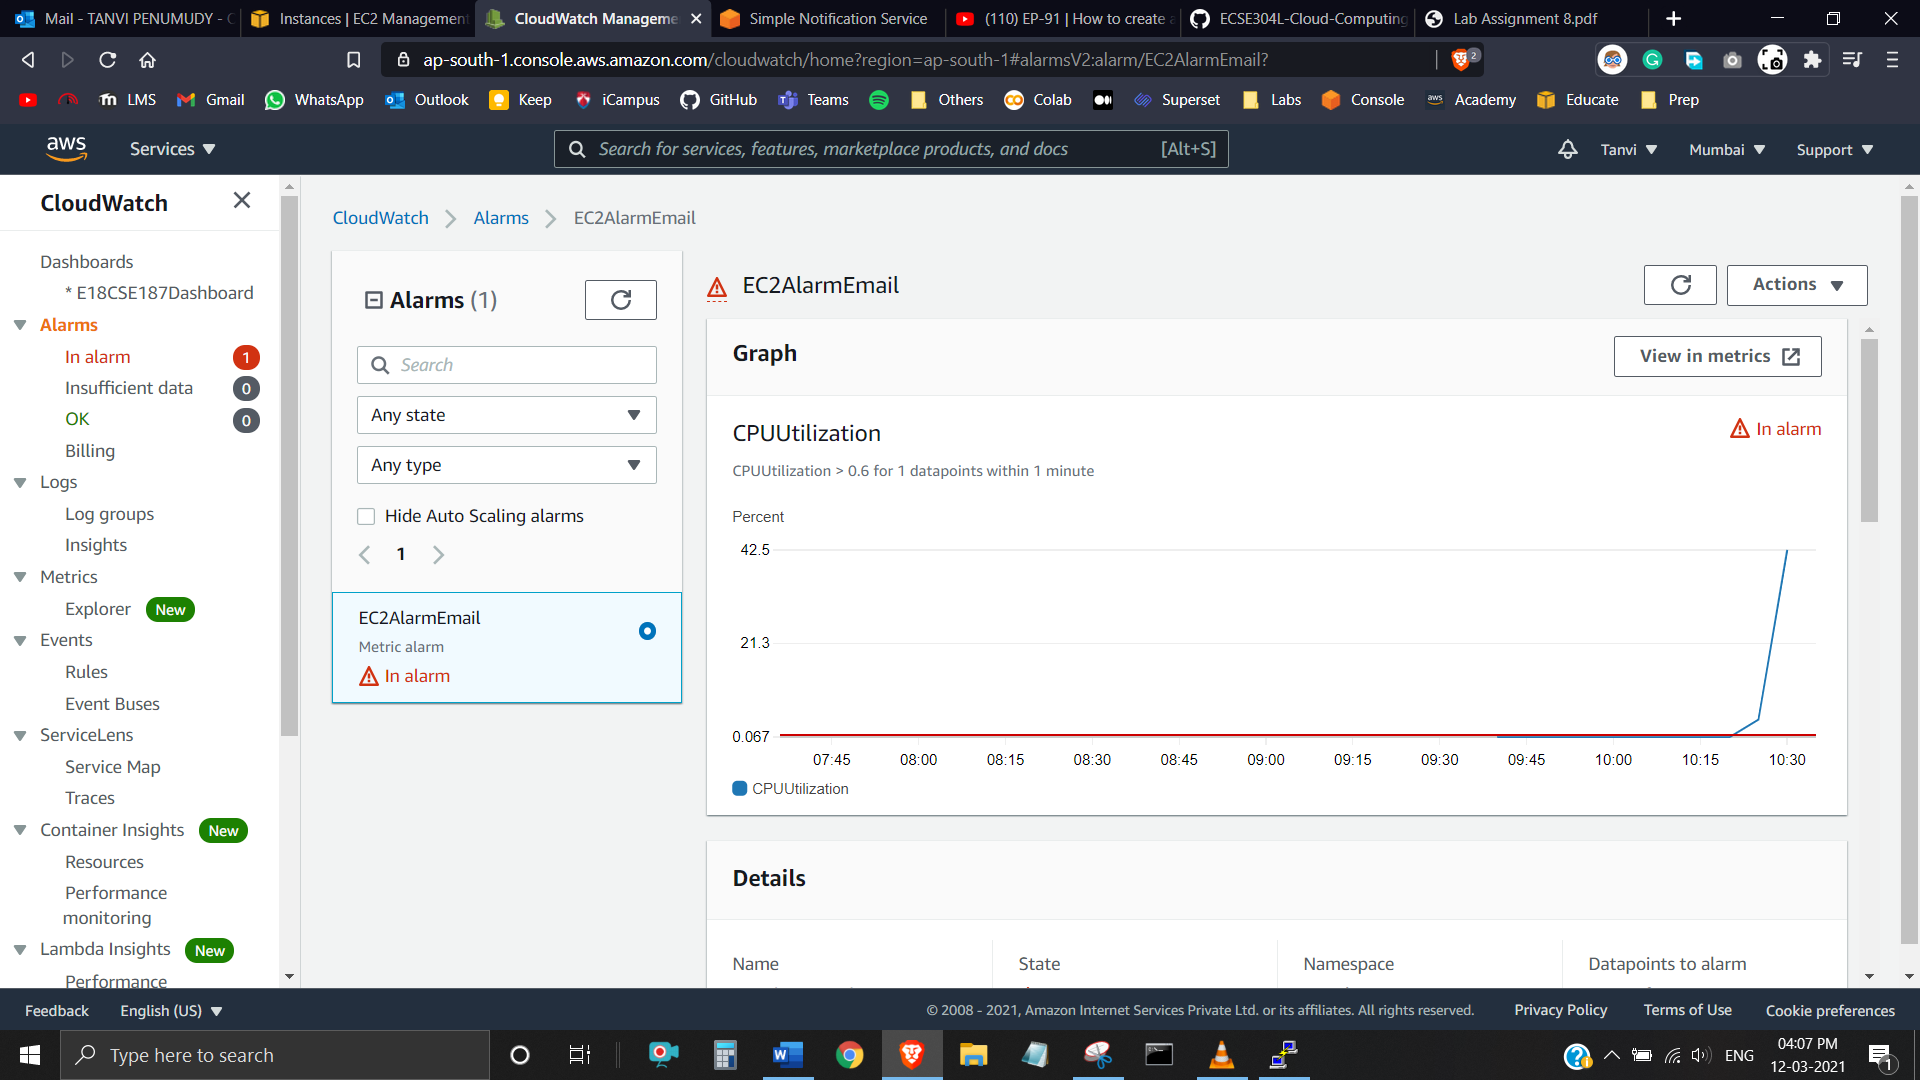 Mail - TANVI PENUMUDY - O
Instances | EC2 Management
CloudWatch Manageme
Simple Notification Service
(110) EP-91 | How to create a
ECSE304L-Cloud-Computing
Lab Assignment 8.pdf
ap-south-1.console.aws.amazon.com/cloudwatch/home?region=ap-south-1#alarmsV2:alarm/EC2AlarmEmail?
2
LMS
Gmail
WhatsApp
Outlook
Keep
iCampus
GitHub
Teams
Others
Colab
Superset
Labs
Console
aws
Academy
Educate
Prep
aws
Services
Search for services, features, marketplace products, and docs
[Alt+S]
Tanvi
Mumbai
Support
CloudWatch
Dashboards
* E18CSE187Dashboard
Alarms
In alarm
1
Insufficient data
0
OK
0
Billing
Logs
Log groups
Insights
Metrics
Explorer
New
Events
Rules
Event Buses
ServiceLens
Service Map
Traces
Container Insights
New
Resources
Performance
monitoring
Lambda Insights
New
Performance
CloudWatch
Alarms
EC2AlarmEmail
Alarms (1)
Search
Any state
Any type
Hide Auto Scaling alarms
1
EC2AlarmEmail
Metric alarm
In alarm
EC2AlarmEmail
Actions
Graph
View in metrics
CPUUtilization
In alarm
CPUUtilization > 0.6 for 1 datapoints within 1 minute
Percent
42.5
21.3
0.067
07:45
08:00
08:15
08:30
08:45
09:00
09:15
09:30
09:45
10:00
10:15
10:30
CPUUtilization
Details
Name
State
Namespace
Datapoints to alarm
Feedback
English (US)
© 2008 - 2021, Amazon Internet Services Private Ltd. or its affiliates. All rights reserved.
Privacy Policy
Terms of Use
Cookie preferences
Type here to search
ENG
04:07 PM
12-03-2021
1